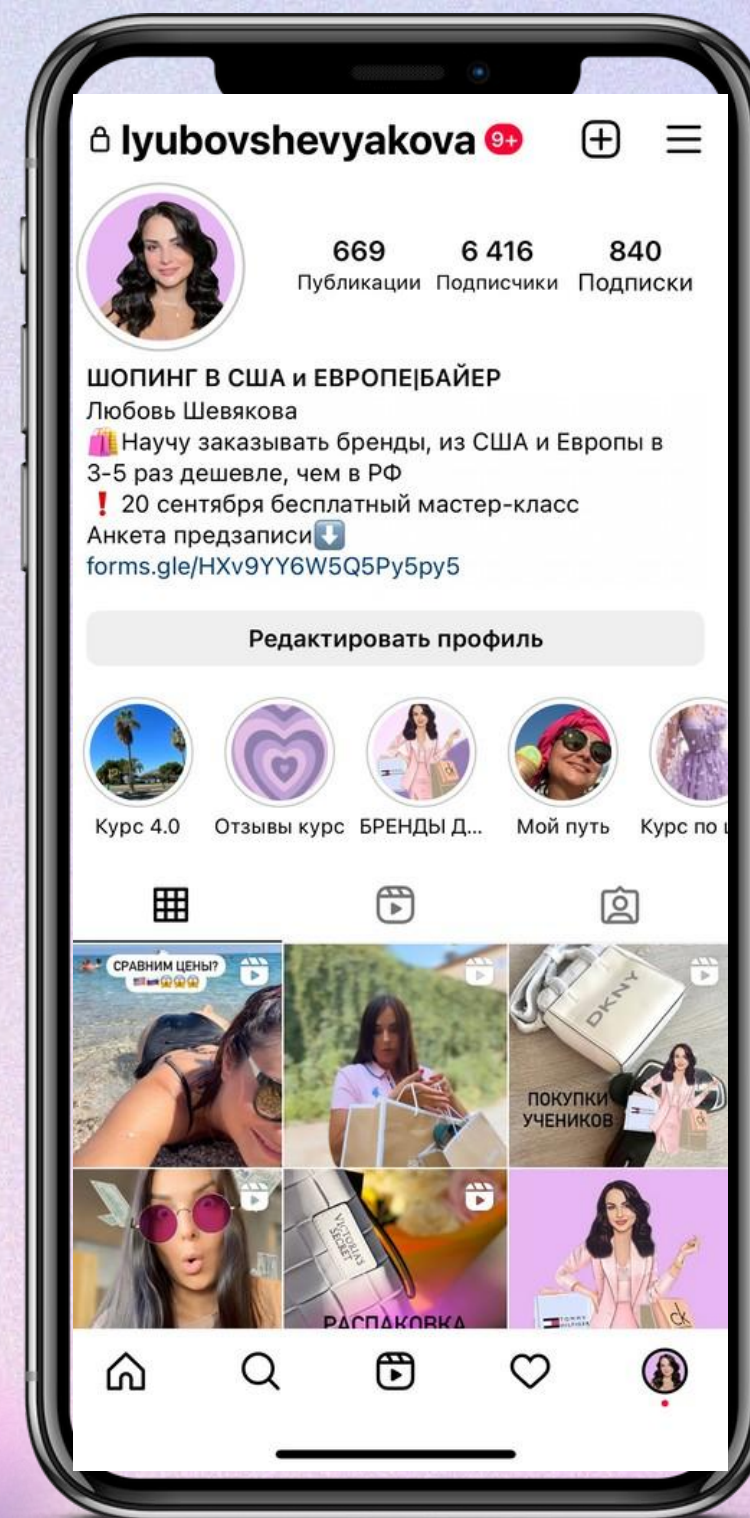 lyubovshevyakova 9+
669 6 416 840
Публикации Подписчики Подписки
ШОПИНГ В США и ЕВРОПЕ|БАЙЕР
Любовь Шевякова
🛍️Научу заказывать бренды, из США и Европы в
3-5 раз дешевле, чем в РФ
❗ 20 сентября бесплатный мастер-класс
Анкета предзаписи⬇️
forms.gle/HXv9YY6W5Q5Py5py5
Редактировать профиль
Курс 4.0 Отзывы курс БРЕНДЫ Д... Мой путь Курс по
СРАВНИМ ЦЕНЫ?
🇺🇸🇷🇺😱😱😱
DKNY
ПОКУПКИ
УЧЕНИКОВ
VICTORIA'S
SECRET
РАСПАКОВКА
TOMMY
HILFIGER
ck